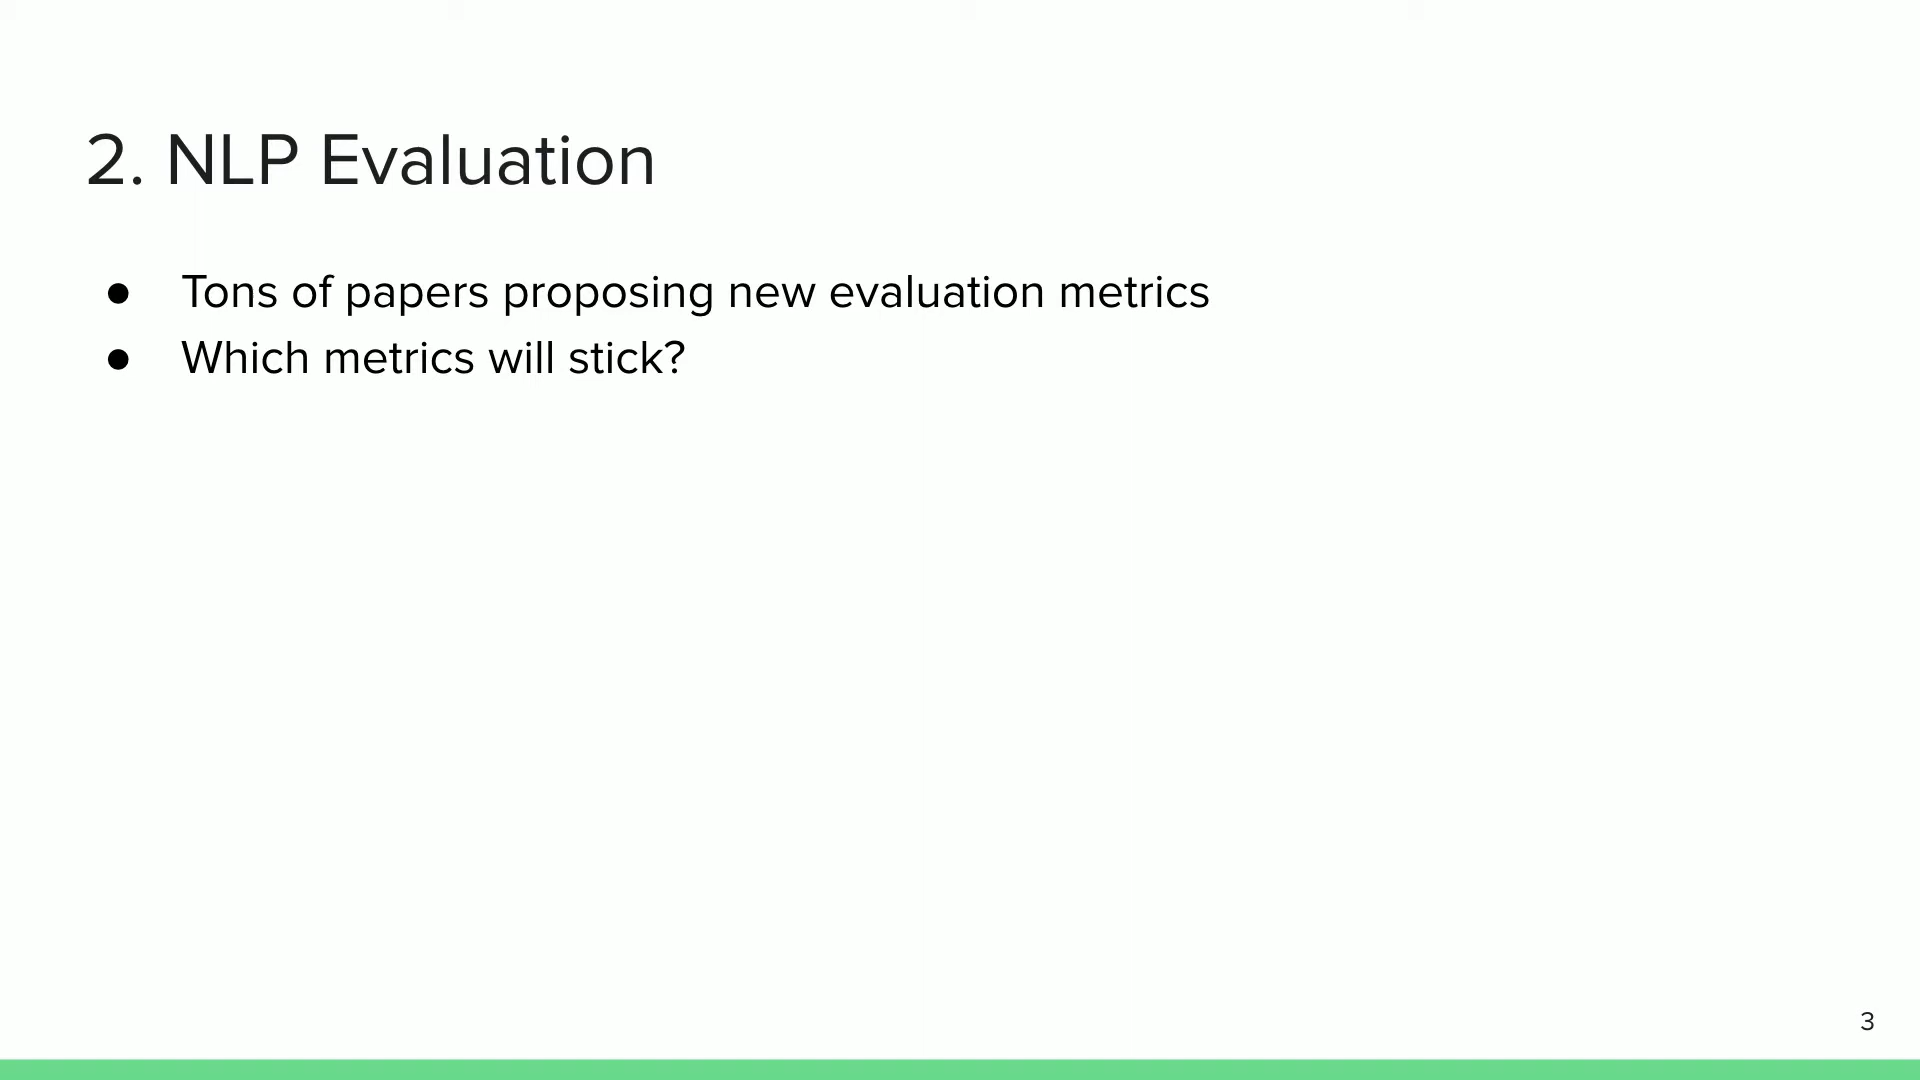 2. NLP Evaluation
● Tons of papers proposing new evaluation metrics
● Which metrics will stick?
3